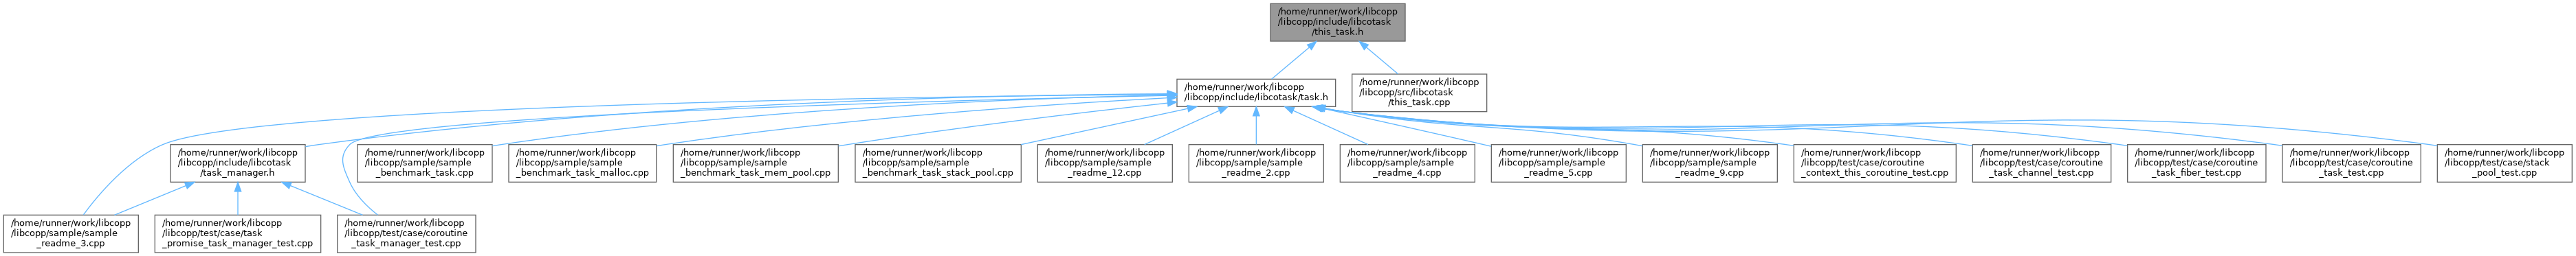 /home/runner/work/libcopp
/libcopp/include/libcotask
/this_task.h
/home/runner/work/libcopp
/libcopp/include/libcotask/task.h
/home/runner/work/libcopp
/libcopp/src/libcotask
/this_task.cpp
/home/runner/work/libcopp
/libcopp/include/libcotask
/task_manager.h
/home/runner/work/libcopp
/libcopp/sample/sample
_benchmark_task.cpp
/home/runner/work/libcopp
/libcopp/sample/sample
_benchmark_task_malloc.cpp
/home/runner/work/libcopp
/libcopp/sample/sample
_benchmark_task_mem_pool.cpp
/home/runner/work/libcopp
/libcopp/sample/sample
_benchmark_task_stack_pool.cpp
/home/runner/work/libcopp
/libcopp/sample/sample
_readme_12.cpp
/home/runner/work/libcopp
/libcopp/sample/sample
_readme_2.cpp
/home/runner/work/libcopp
/libcopp/sample/sample
_readme_4.cpp
/home/runner/work/libcopp
/libcopp/sample/sample
_readme_5.cpp
/home/runner/work/libcopp
/libcopp/sample/sample
_readme_9.cpp
/home/runner/work/libcopp
/libcopp/test/case/coroutine
_context_this_coroutine_test.cpp
/home/runner/work/libcopp
/libcopp/test/case/coroutine
_task_channel_test.cpp
/home/runner/work/libcopp
/libcopp/test/case/coroutine
_task_fiber_test.cpp
/home/runner/work/libcopp
/libcopp/test/case/coroutine
_task_test.cpp
/home/runner/work/libcopp
/libcopp/test/case/stack
_pool_test.cpp
/home/runner/work/libcopp
/libcopp/sample/sample
_readme_3.cpp
/home/runner/work/libcopp
/libcopp/test/case/task
_promise_task_manager_test.cpp
/home/runner/work/libcopp
/libcopp/test/case/coroutine
_task_manager_test.cpp